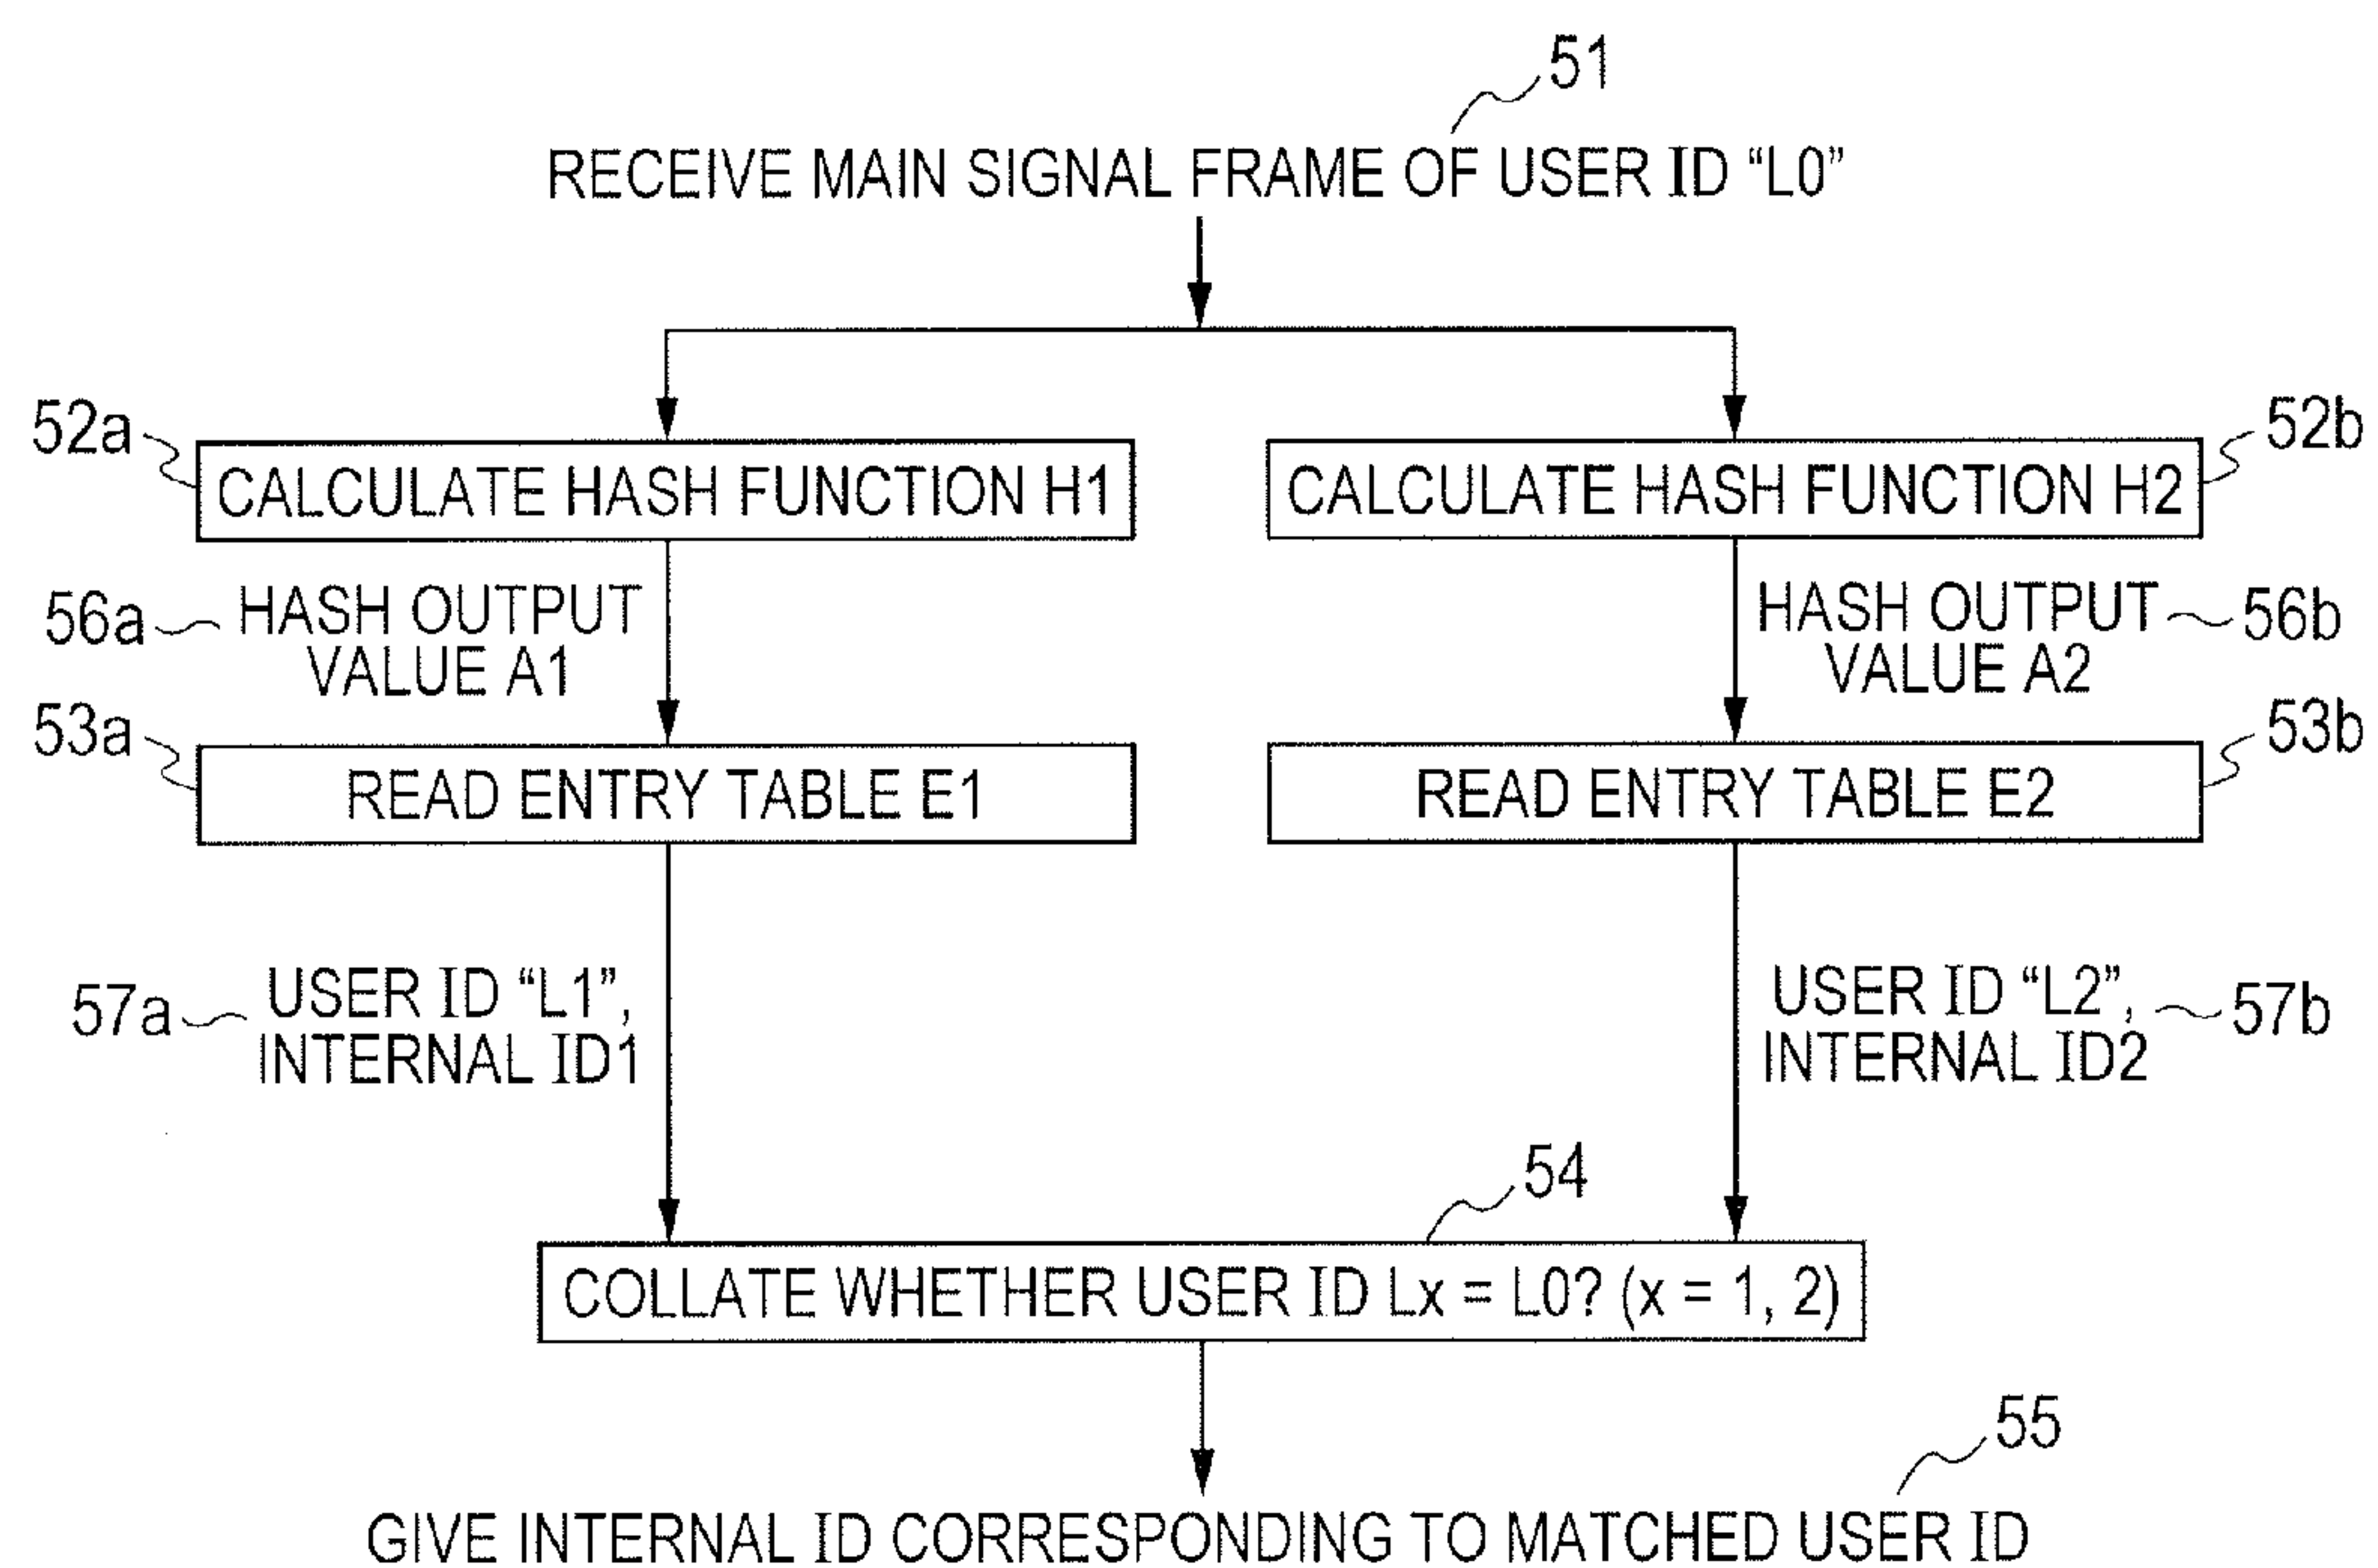 51
RECEIVE MAIN SIGNAL FRAME OF USER ID “L0”
52a
CALCULATE HASH FUNCTION H1
CALCULATE HASH FUNCTION H2
52b
56a
HASH OUTPUT
VALUE A1
HASH OUTPUT
VALUE A2
56b
53a
READ ENTRY TABLE E1
READ ENTRY TABLE E2
53b
57a
USER ID “L1”,
INTERNAL ID1
USER ID “L2”,
INTERNAL ID2
57b
54
COLLATE WHETHER USER ID Lx = L0? (x = 1, 2)
55
GIVE INTERNAL ID CORRESPONDING TO MATCHED USER ID